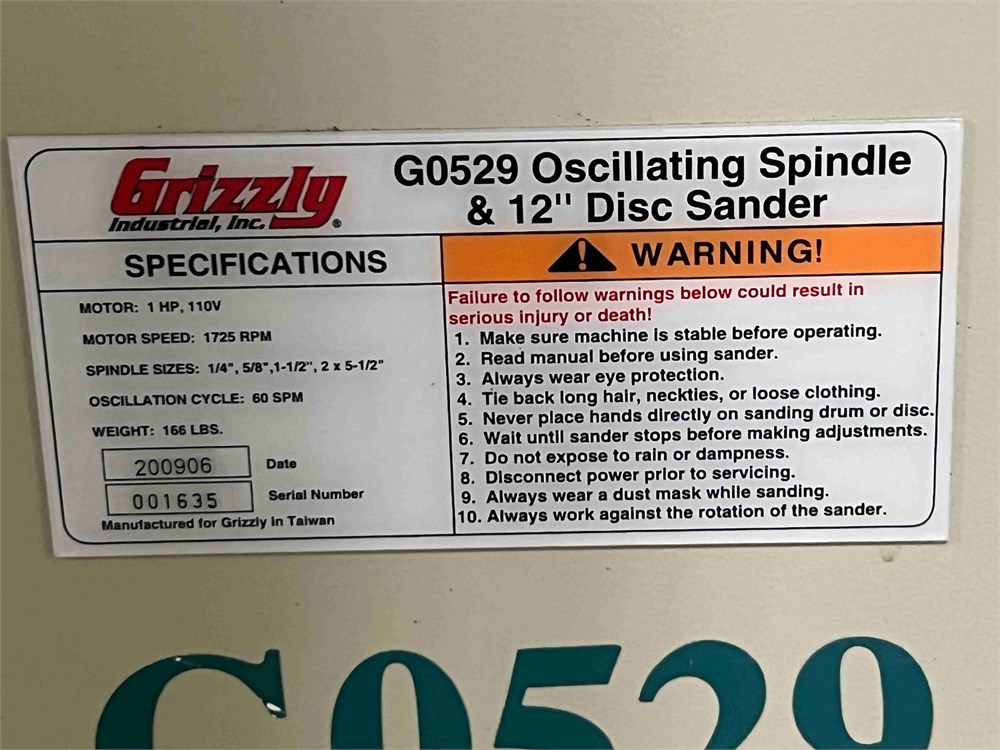 Grizzly
Industrial, Inc.®
G0529 Oscillating Spindle
& 12" Disc Sander
SPECIFICATIONS
MOTOR: 1 HP, 110V
MOTOR SPEED: 1725 RPM
SPINDLE SIZES: 1/4", 5/8",1-1/2", 2 x 5-1/2"
OSCILLATION CYCLE: 60 SPM
WEIGHT: 166 LBS.
200906 Date
001635 Serial Number
Manufactured for Grizzly in Taiwan
WARNING!
Failure to follow warnings below could result in
serious injury or death!
1. Make sure machine is stable before operating.
2. Read manual before using sander.
3. Always wear eye protection.
4. Tie back long hair, neckties, or loose clothing.
5. Never place hands directly on sanding drum or disc.
6. Wait until sander stops before making adjustments.
7. Do not expose to rain or dampness.
8. Disconnect power prior to servicing.
9. Always wear a dust mask while sanding.
10. Always work against the rotation of the sander.
G0529